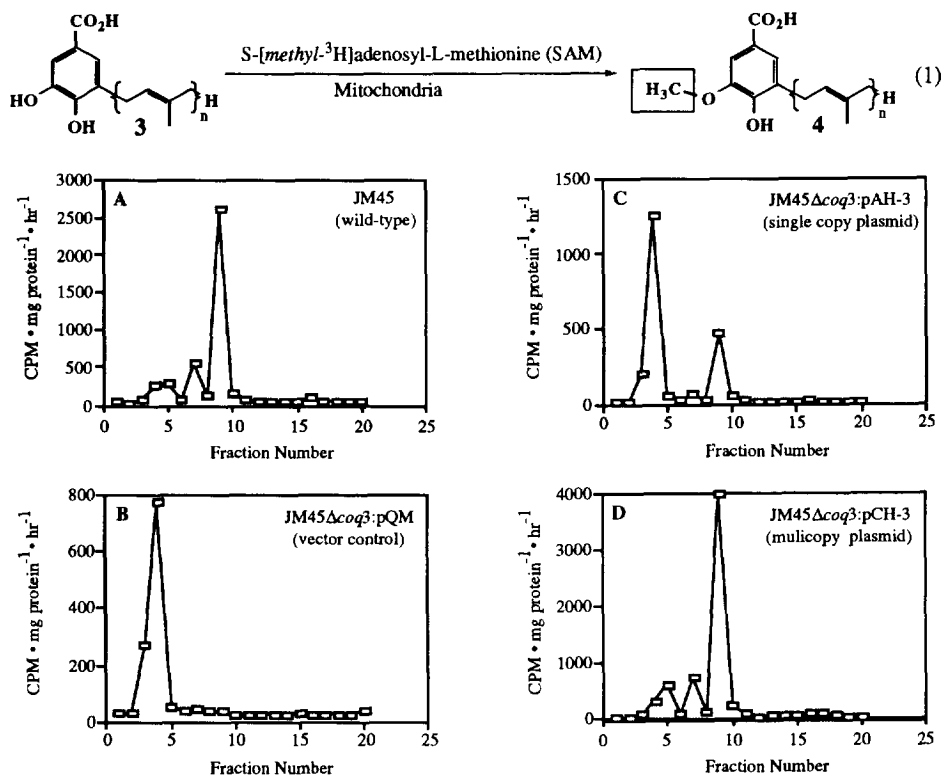 CO₂H
HO
OH
3
n
H
S-[methyl-³H]adenosyl-L-methionine (SAM)
Mitochondria
CO₂H
H₃C
O
OH
4
n
H
(1)
A
JM45
(wild-type)
CPM • mg protein⁻¹ • hr⁻¹
3000
2500
2000
1500
1000
500
0
0 5 10 15 20 25
Fraction Number
C
JM45Δcoq3:pAH-3
(single copy plasmid)
CPM • mg protein⁻¹ • hr⁻¹
1500
1000
500
0
0 5 10 15 20 25
Fraction Number
B
JM45Δcoq3:pQM
(vector control)
CPM • mg protein⁻¹ • hr⁻¹
800
600
400
200
0
0 5 10 15 20 25
Fraction Number
D
JM45Δcoq3:pCH-3
(mulicopy plasmid)
CPM • mg protein⁻¹ • hr⁻¹
4000
3000
2000
1000
0
0 5 10 15 20 25
Fraction Number